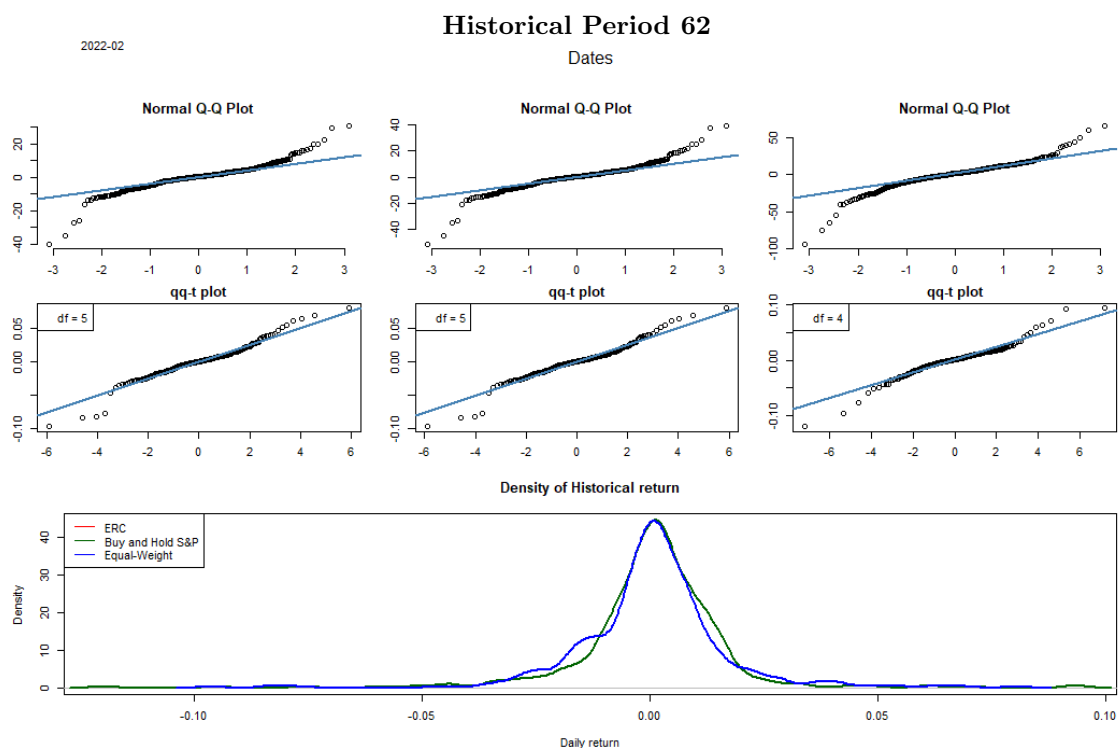 Historical Period 62
2022-02
Dates
Normal Q-Q Plot Normal Q-Q Plot Normal Q-Q Plot
20 0 -20 -40
40 20 0 -20 -40
50 0 -50 -100
-3 -2 -1 0 1 2 3
-3 -2 -1 0 1 2 3
-3 -2 -1 0 1 2 3
qq-t plot qq-t plot qq-t plot
df = 5 df = 5 df = 4
0.05 0.00 -0.10
0.05 0.00 -0.10
0.10 0.00 -0.10
-6 -4 -2 0 2 4 6
-6 -4 -2 0 2 4 6
-6 -4 -2 0 2 4 6
Density of Historical return
ERC
Buy and Hold S&P
Equal-Weight
Density
40
30
20
10
0
-0.10 -0.05 0.00 0.05 0.10
Daily return